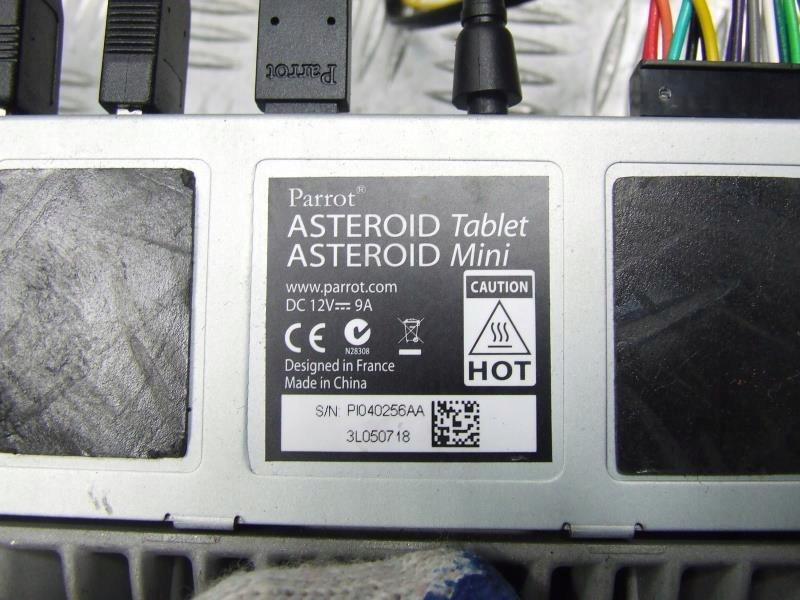 Parrot
Parrot®
ASTEROID Tablet
ASTEROID Mini
www.parrot.com
DC 12V⎓ 9A
CAUTION
HOT
CE
N28308
Designed in France
Made in China
S/N: PI040256AA
3L050718